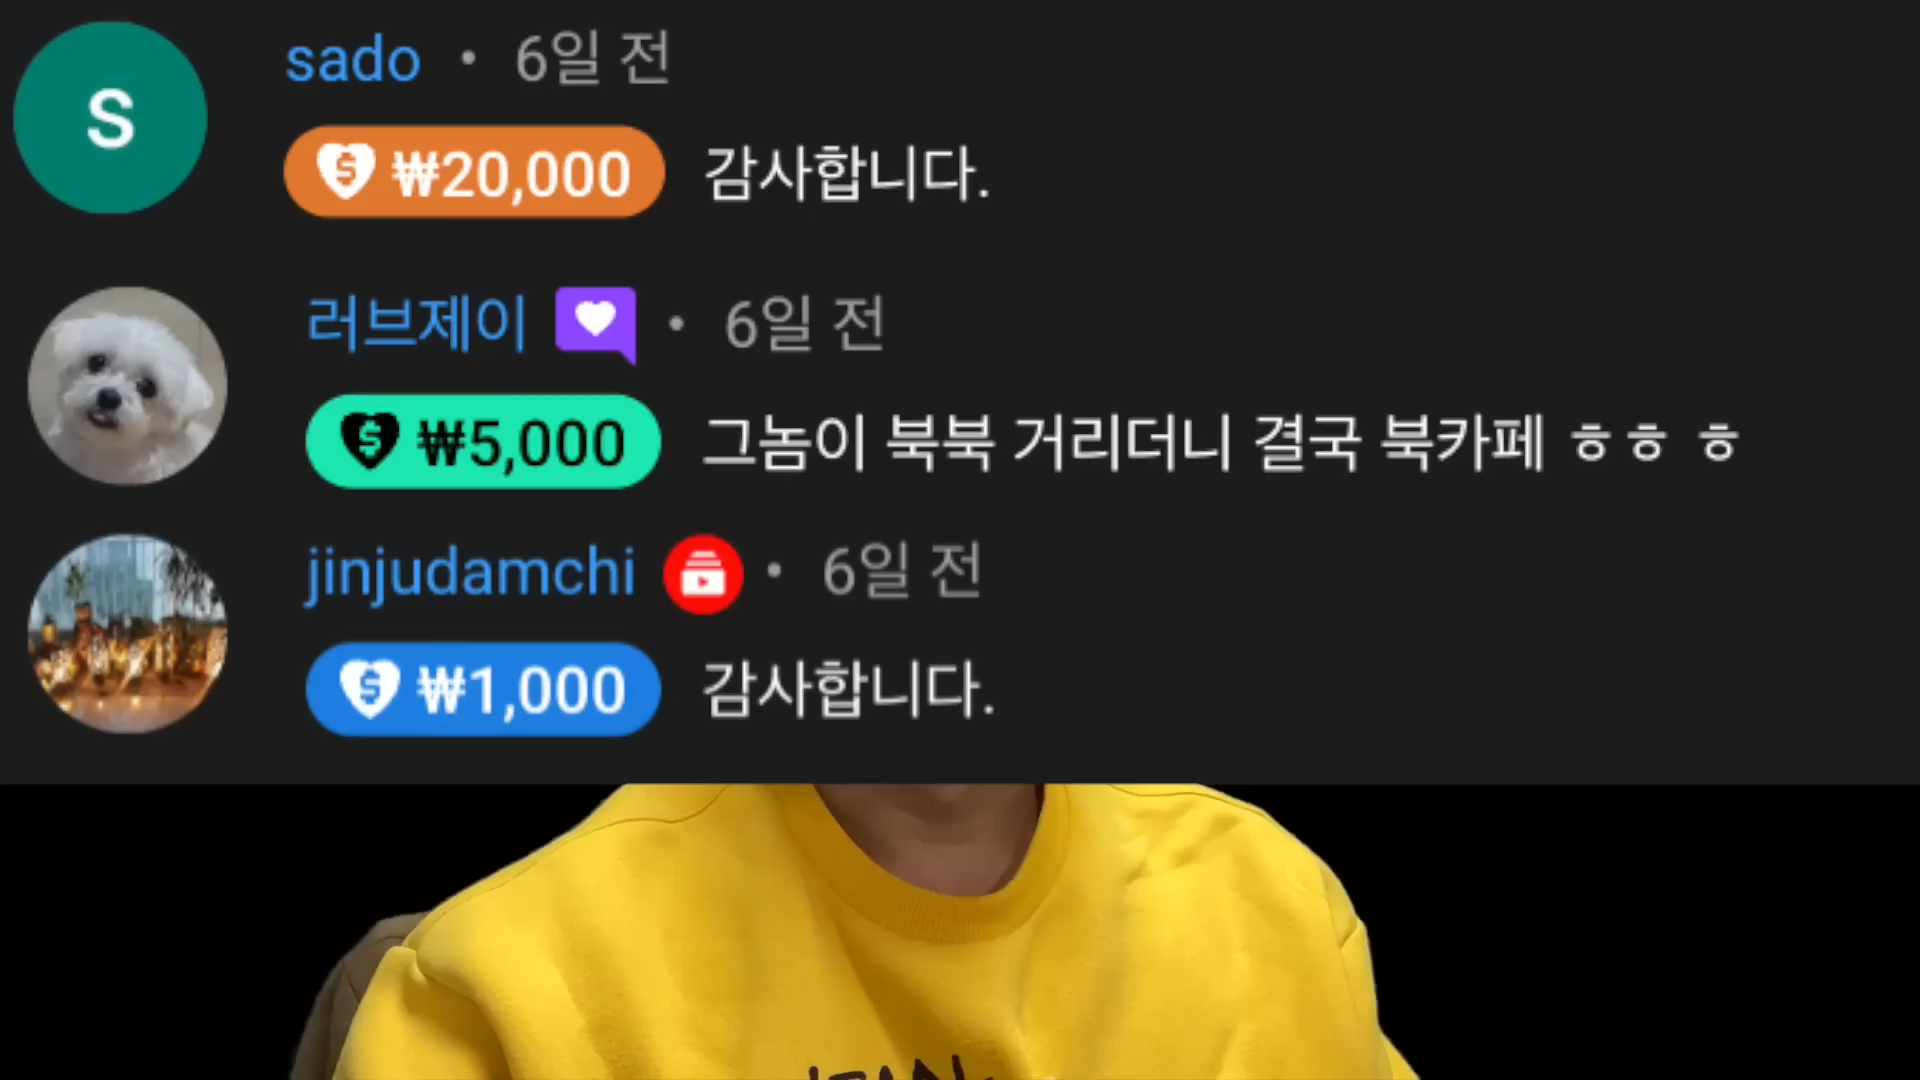 S
sado • 6일 전
₩20,000 감사합니다.
러브제이 • 6일 전
₩5,000 그놈이 북북 거리더니 결국 북카페 ㅎㅎ ㅎ
jinjudamchi • 6일 전
₩1,000 감사합니다.